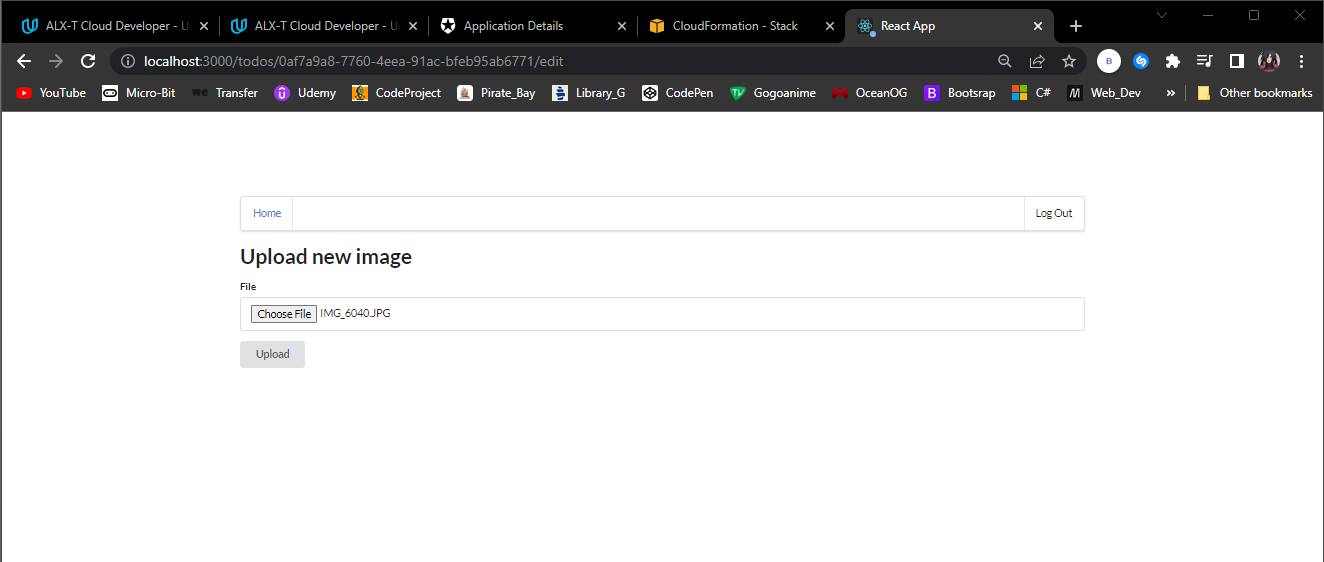 ALX-T Cloud Developer - U
ALX-T Cloud Developer - U
Application Details
CloudFormation - Stack
React App
localhost:3000/todos/0af7a9a8-7760-4eea-91ac-bfeb95ab6771/edit
B
YouTube
Micro-Bit
we Transfer
Udemy
CodeProject
Pirate_Bay
Library_G
CodePen
Gogoanime
OceanOG
B Bootsrap
C#
Web_Dev
»
Other bookmarks
Home
Log Out
Upload new image
File
Choose File IMG_6040.JPG
Upload